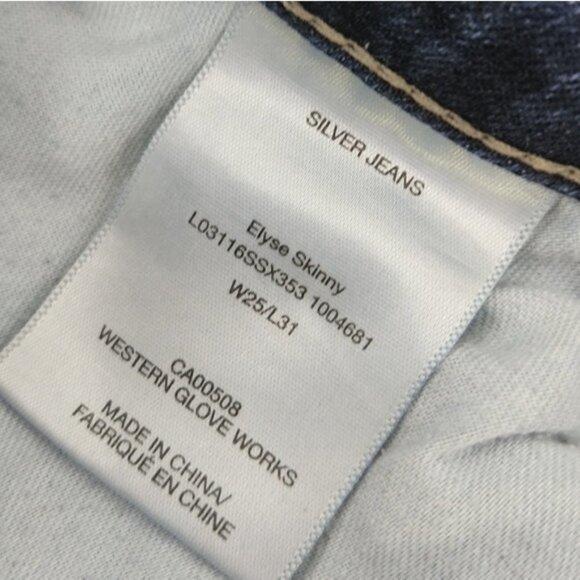 SILVER JEANS
Elyse Skinny
L03116SSX353 1004681
W25/L31
CA00508
WESTERN GLOVE WORKS
MADE IN CHINA/
FABRIQUÉ EN CHINE